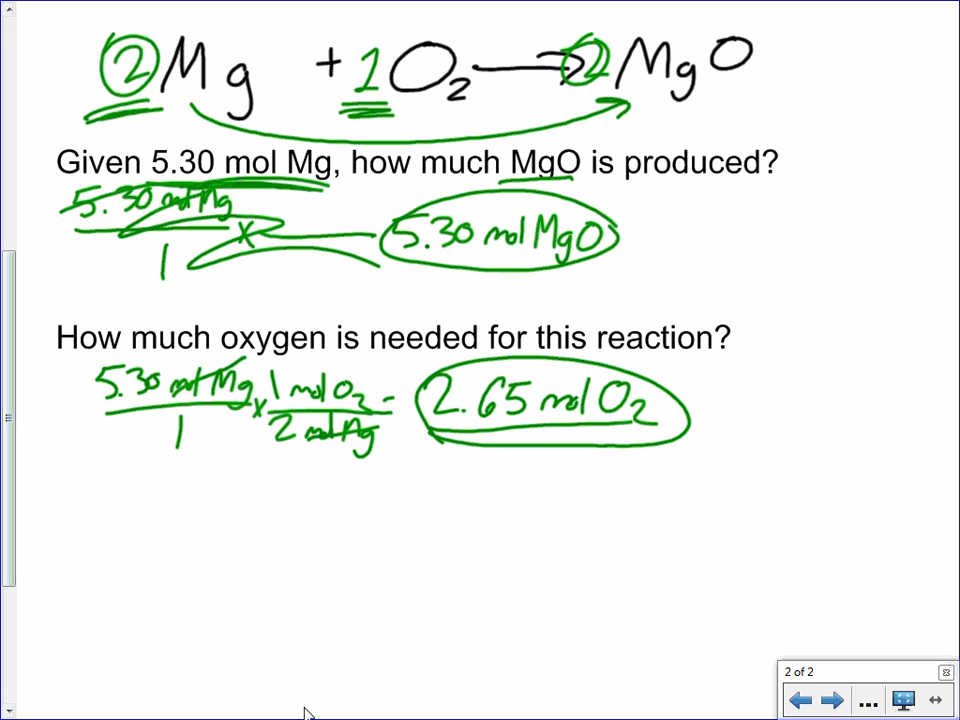 2Mg + 1O₂ → 2MgO
Given 5.30 mol Mg, how much MgO is produced?
5.30 mol Mg
1 x 5.30 mol MgO
How much oxygen is needed for this reaction?
5.30 mol Mg x 1 mol O₂ = 2.65 mol O₂
1 2 mol Mg
2 of 2
...